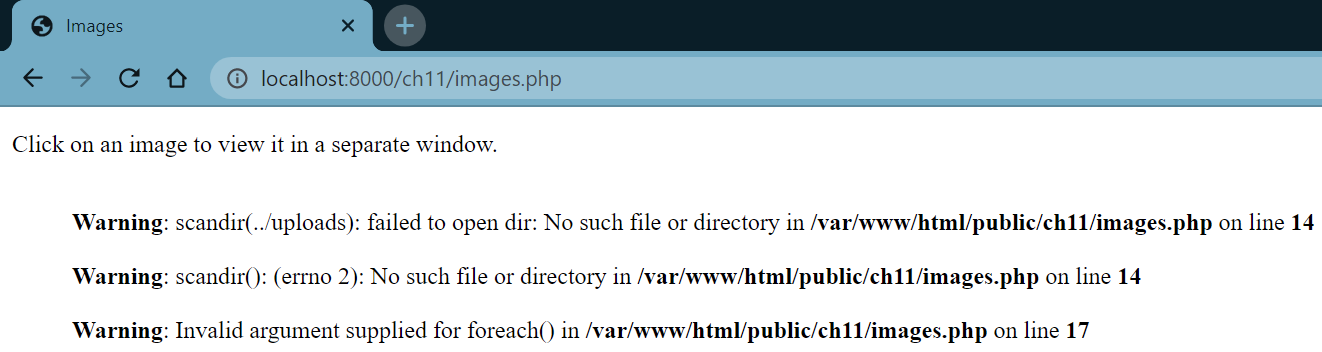 Images
localhost:8000/ch11/images.php
Click on an image to view it in a separate window.
Warning: scandir(../uploads): failed to open dir: No such file or directory in /var/www/html/public/ch11/images.php on line 14
Warning: scandir(): (errno 2): No such file or directory in /var/www/html/public/ch11/images.php on line 14
Warning: Invalid argument supplied for foreach() in /var/www/html/public/ch11/images.php on line 17